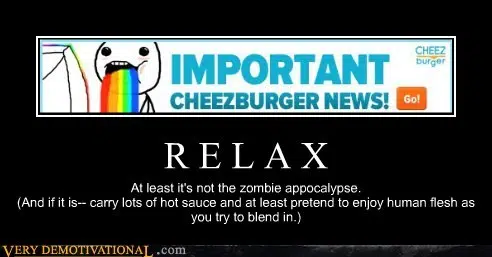 CHEEZ
burger
IMPORTANT
CHEEZBURGER NEWS!
Go!
RELAX
At least it's not the zombie appocalypse.
(And if it is-- carry lots of hot sauce and at least pretend to enjoy human flesh as
you try to blend in.)
VERY DEMOTIVATIONAL.com